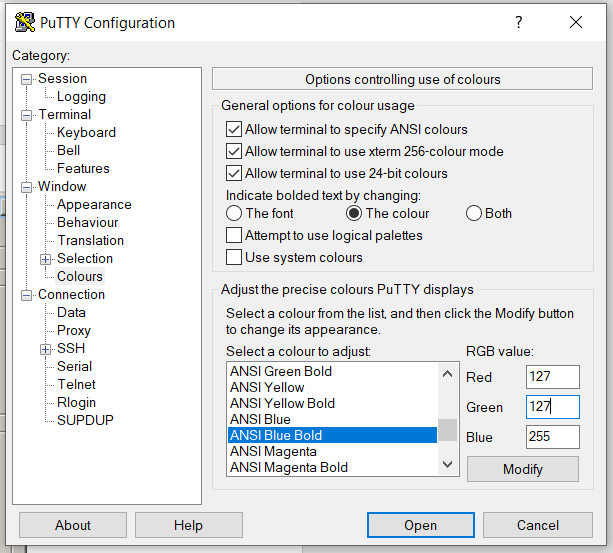 PuTTY Configuration
?
Category:
Session
Logging
Terminal
Keyboard
Bell
Features
Window
Appearance
Behaviour
Translation
Selection
Colours
Connection
Data
Proxy
SSH
Serial
Telnet
Rlogin
SUPDUP
Options controlling use of colours
General options for colour usage
Allow terminal to specify ANSI colours
Allow terminal to use xterm 256-colour mode
Allow terminal to use 24-bit colours
Indicate bolded text by changing:
The font The colour Both
Attempt to use logical palettes
Use system colours
Adjust the precise colours PuTTY displays
Select a colour from the list, and then click the Modify button
to change its appearance.
Select a colour to adjust:
ANSI Green Bold
ANSI Yellow
ANSI Yellow Bold
ANSI Blue
ANSI Blue Bold
ANSI Magenta
ANSI Magenta Bold
RGB value:
Red 127
Green 127
Blue 255
Modify
About Help Open Cancel